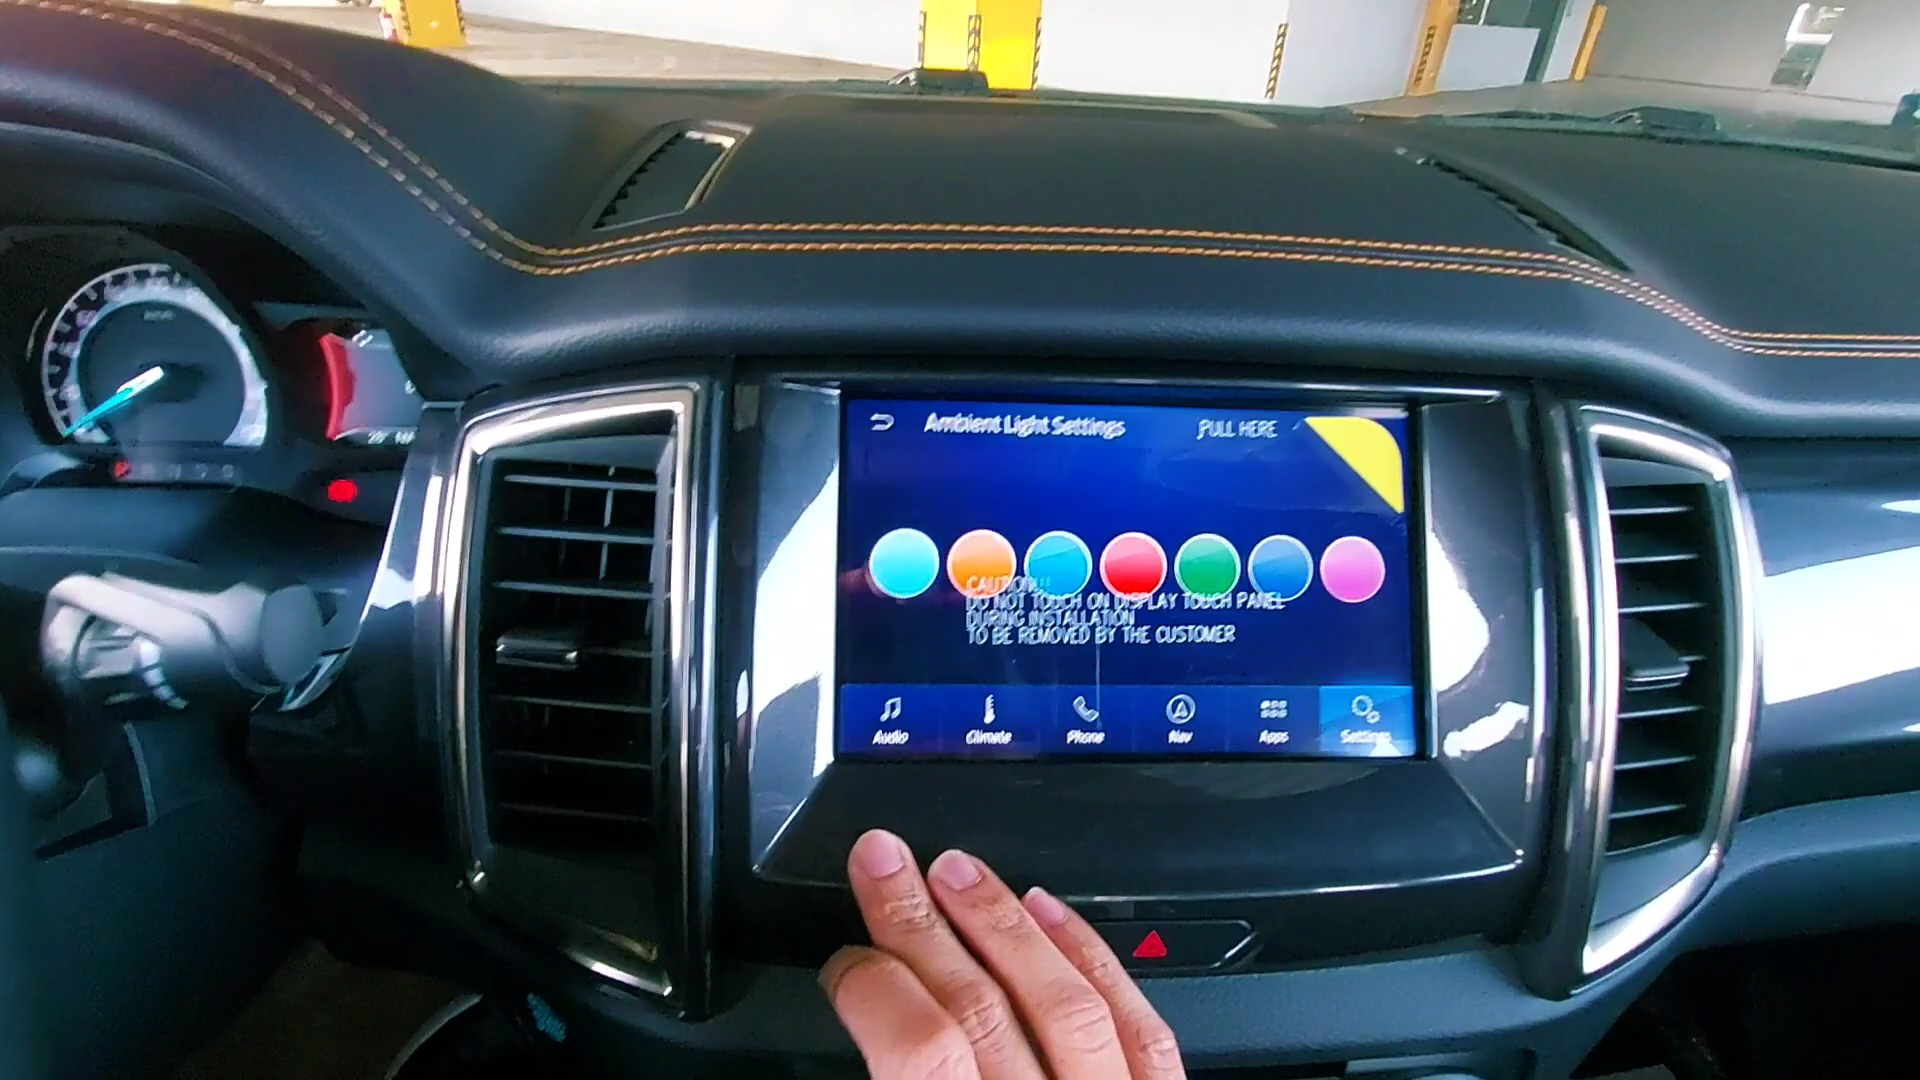 Ambient Light Settings
PULL HERE
CAUTION!!
DO NOT TOUCH ON DISPLAY TOUCH PANEL
DURING INSTALLATION
TO BE REMOVED BY THE CUSTOMER
Audio
Climate
Phone
Nav
Apps
Settings